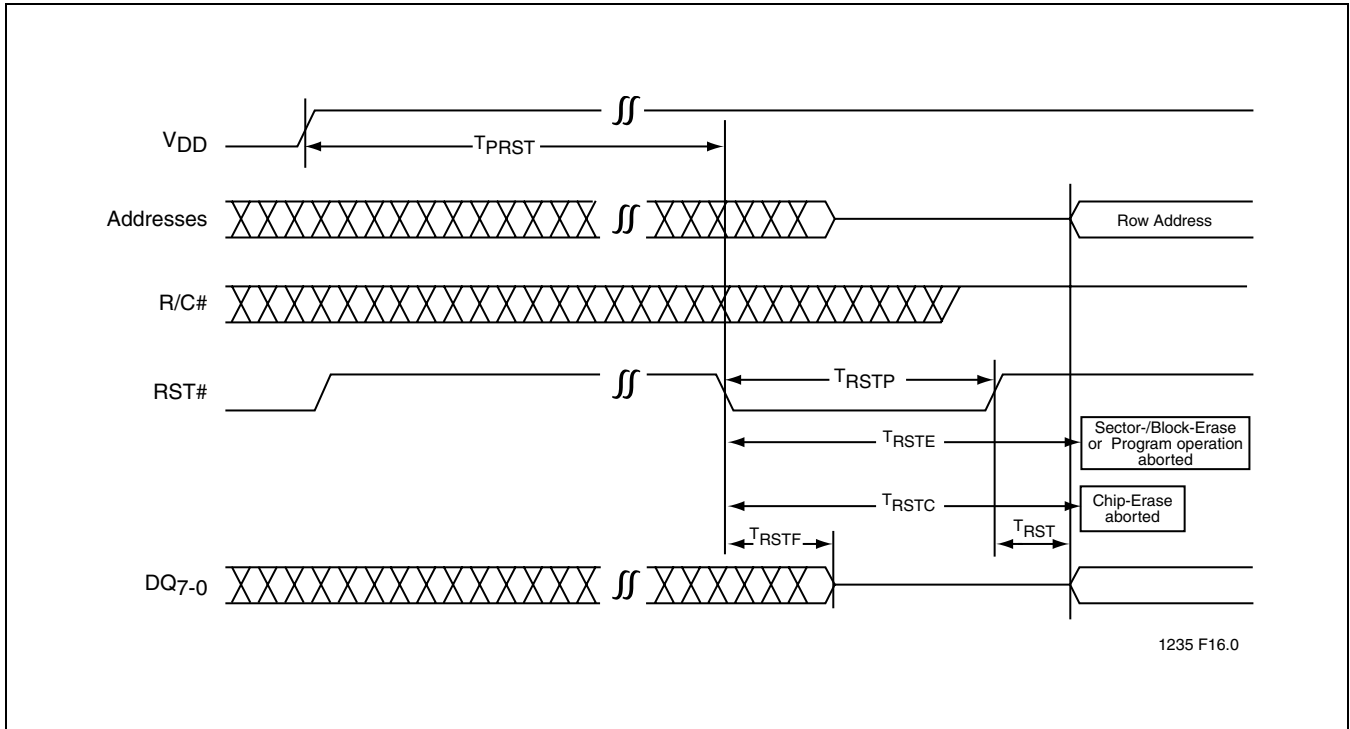 VDD
TPRST
Addresses
Row Address
R/C#
RST#
TRSTP
TRSTE
Sector-/Block-Erase
or Program operation
aborted
TRSTC
Chip-Erase
aborted
TRSTF
TRST
DQ7-0
1235 F16.0